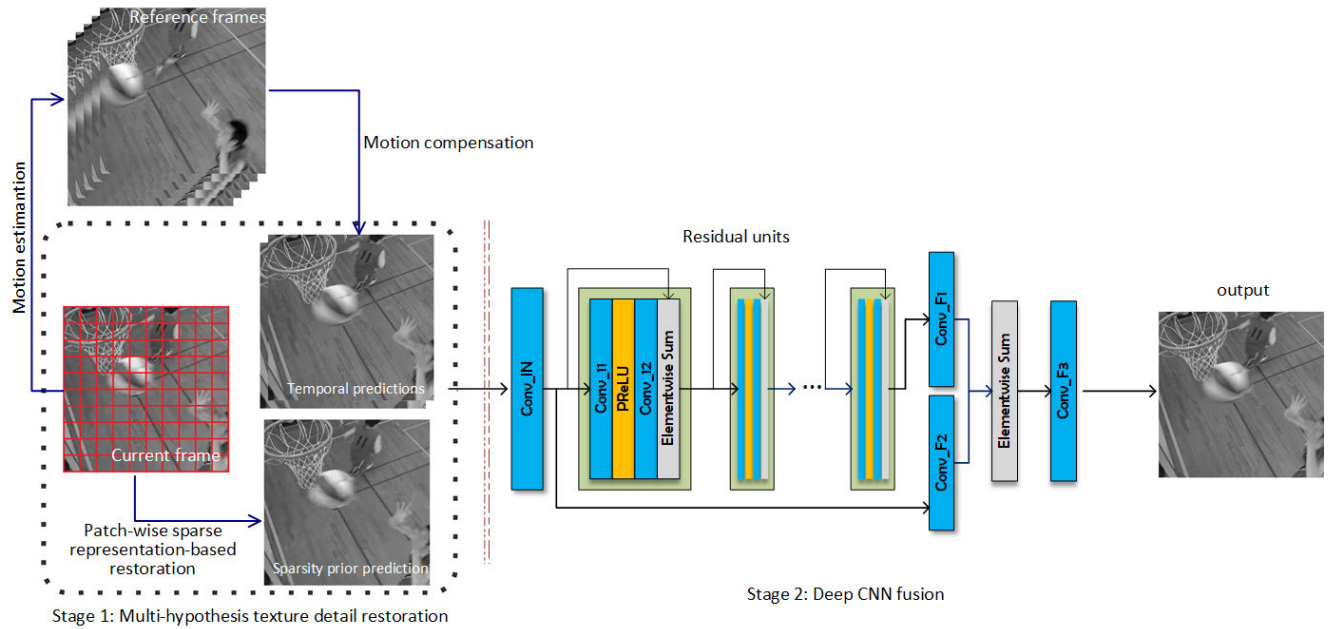 Reference frames
Motion compensation
Motion estimantion
Temporal predictions
Current frame
Patch-wise sparse
representation-based
restoration
Sparsity prior prediction
Stage 1: Multi-hypothesis texture detail restoration
Residual units
Conv_IN
Conv_11
PReLU
Conv_12
Elementwise Sum
...
Conv_F1
Conv_F2
Elementwise Sum
Conv_F3
output
Stage 2: Deep CNN fusion